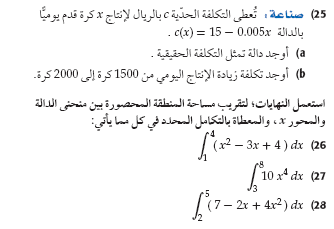 25) صناعة: تُعطى التكلفة الحدّية c بالريال لإنتاج x كرة قدم يوميًّا
بالدالة c(x) = 15 − 0.005x .
a) أوجد دالة تمثل التكلفة الحقيقية .
b) أوجد تكلفة زيادة الإنتاج اليومي من 1500 كرة إلى 2000 كرة.
استعمل النهايات؛ لتقريب مساحة المنطقة المحصورة بين منحنى الدالة
والمحور x ، والمعطاة بالتكامل المحدد في كل مما يأتي:
26) ∫₁⁴ (x² − 3x + 4) dx
27) ∫₃⁸ 10 x⁴ dx
28) ∫₂⁵ (7 − 2x + 4x²) dx